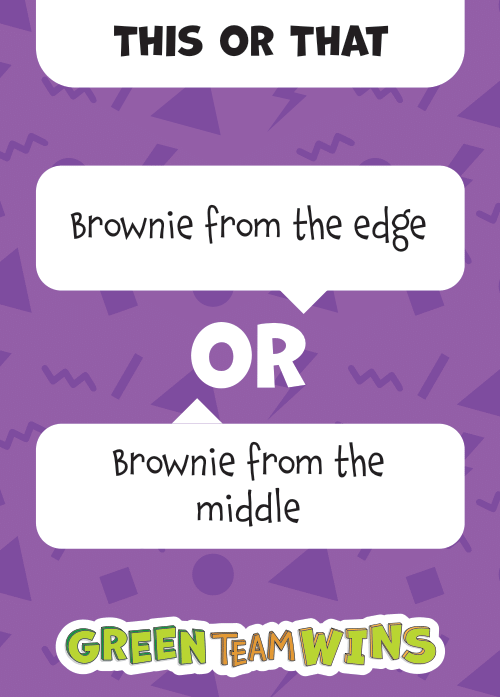 THIS OR THAT
Brownie from the edge
OR
Brownie from the
middle
GREEN TEAM WINS